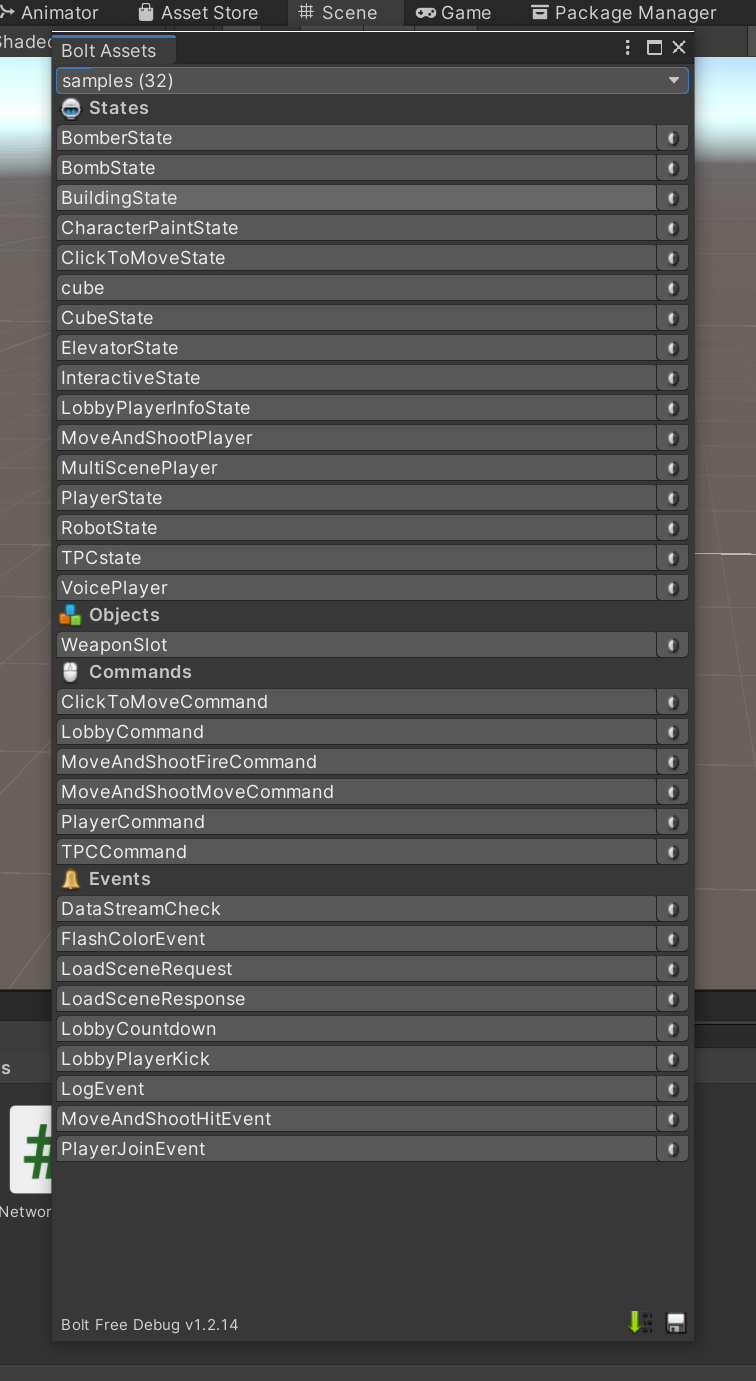 Animator Asset Store Scene Game Package Manager
Shaded
Bolt Assets
samples (32)
States
BomberState
BombState
BuildingState
CharacterPaintState
ClickToMoveState
cube
CubeState
ElevatorState
InteractiveState
LobbyPlayerInfoState
MoveAndShootPlayer
MultiScenePlayer
PlayerState
RobotState
TPCstate
VoicePlayer
Objects
WeaponSlot
Commands
ClickToMoveCommand
LobbyCommand
MoveAndShootFireCommand
MoveAndShootMoveCommand
PlayerCommand
TPCCommand
Events
DataStreamCheck
FlashColorEvent
LoadSceneRequest
LoadSceneResponse
LobbyCountdown
s
LobbyPlayerKick
LogEvent
MoveAndShootHitEvent
PlayerJoinEvent
Networ
Bolt Free Debug v1.2.14